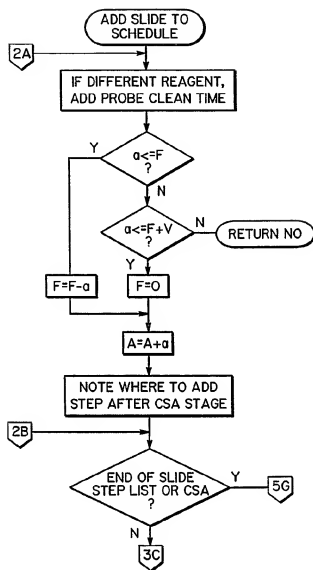 ADD SLIDE TO
SCHEDULE
2A
IF DIFFERENT REAGENT,
ADD PROBE CLEAN TIME
Y
a<=F
?
N
a<=F+V
?
N
RETURN NO
Y
F=F-a
F=0
A=A+a
NOTE WHERE TO ADD
STEP AFTER CSA STAGE
2B
END OF SLIDE
STEP LIST OR CSA
?
Y
5G
N
3C